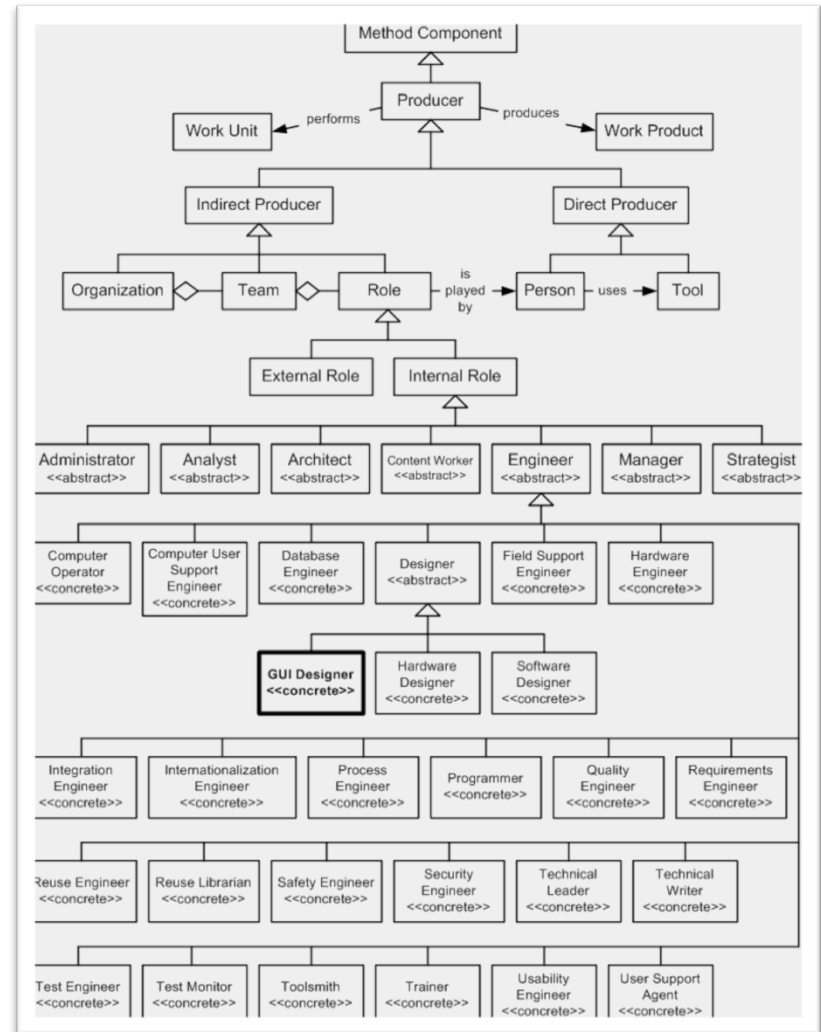 Method Component
Producer
performs
produces
Work Unit
Work Product
Indirect Producer
Direct Producer
Organization
Team
Role
is
played
by
Person
uses
Tool
External Role
Internal Role
Administrator
<<abstract>>
Analyst
<<abstract>>
Architect
<<abstract>>
Content Worker
<<abstract>>
Engineer
<<abstract>>
Manager
<<abstract>>
Strategist
<<abstract>>
Computer
Operator
<<concrete>>
Computer User
Support
Engineer
<<concrete>>
Database
Engineer
<<concrete>>
Designer
<<abstract>>
Field Support
Engineer
<<concrete>>
Hardware
Engineer
<<concrete>>
GUI Designer
<<concrete>>
Hardware
Designer
<<concrete>>
Software
Designer
<<concrete>>
Integration
Engineer
<<concrete>>
Internationalization
Engineer
<<concrete>>
Process
Engineer
<<concrete>>
Programmer
<<concrete>>
Quality
Engineer
<<concrete>>
Requirements
Engineer
<<concrete>>
Reuse Engineer
<<concrete>>
Reuse Librarian
<<concrete>>
Safety Engineer
<<concrete>>
Security
Engineer
<<concrete>>
Technical
Leader
<<concrete>>
Technical
Writer
<<concrete>>
Test Engineer
<<concrete>>
Test Monitor
<<concrete>>
Toolsmith
<<concrete>>
Trainer
<<concrete>>
Usability
Engineer
<<concrete>>
User Support
Agent
<<concrete>>